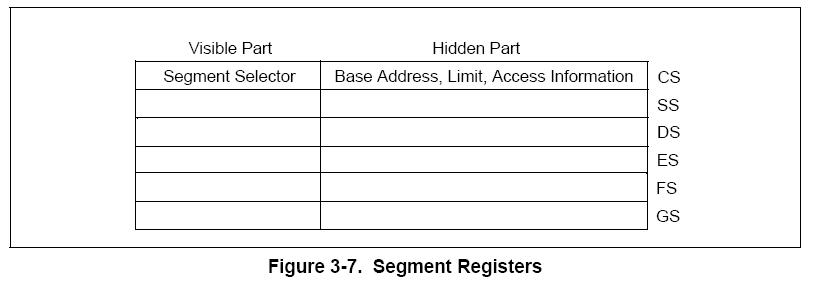 Visible Part Hidden Part
Segment Selector Base Address, Limit, Access Information CS
SS
DS
ES
FS
GS
Figure 3-7. Segment Registers